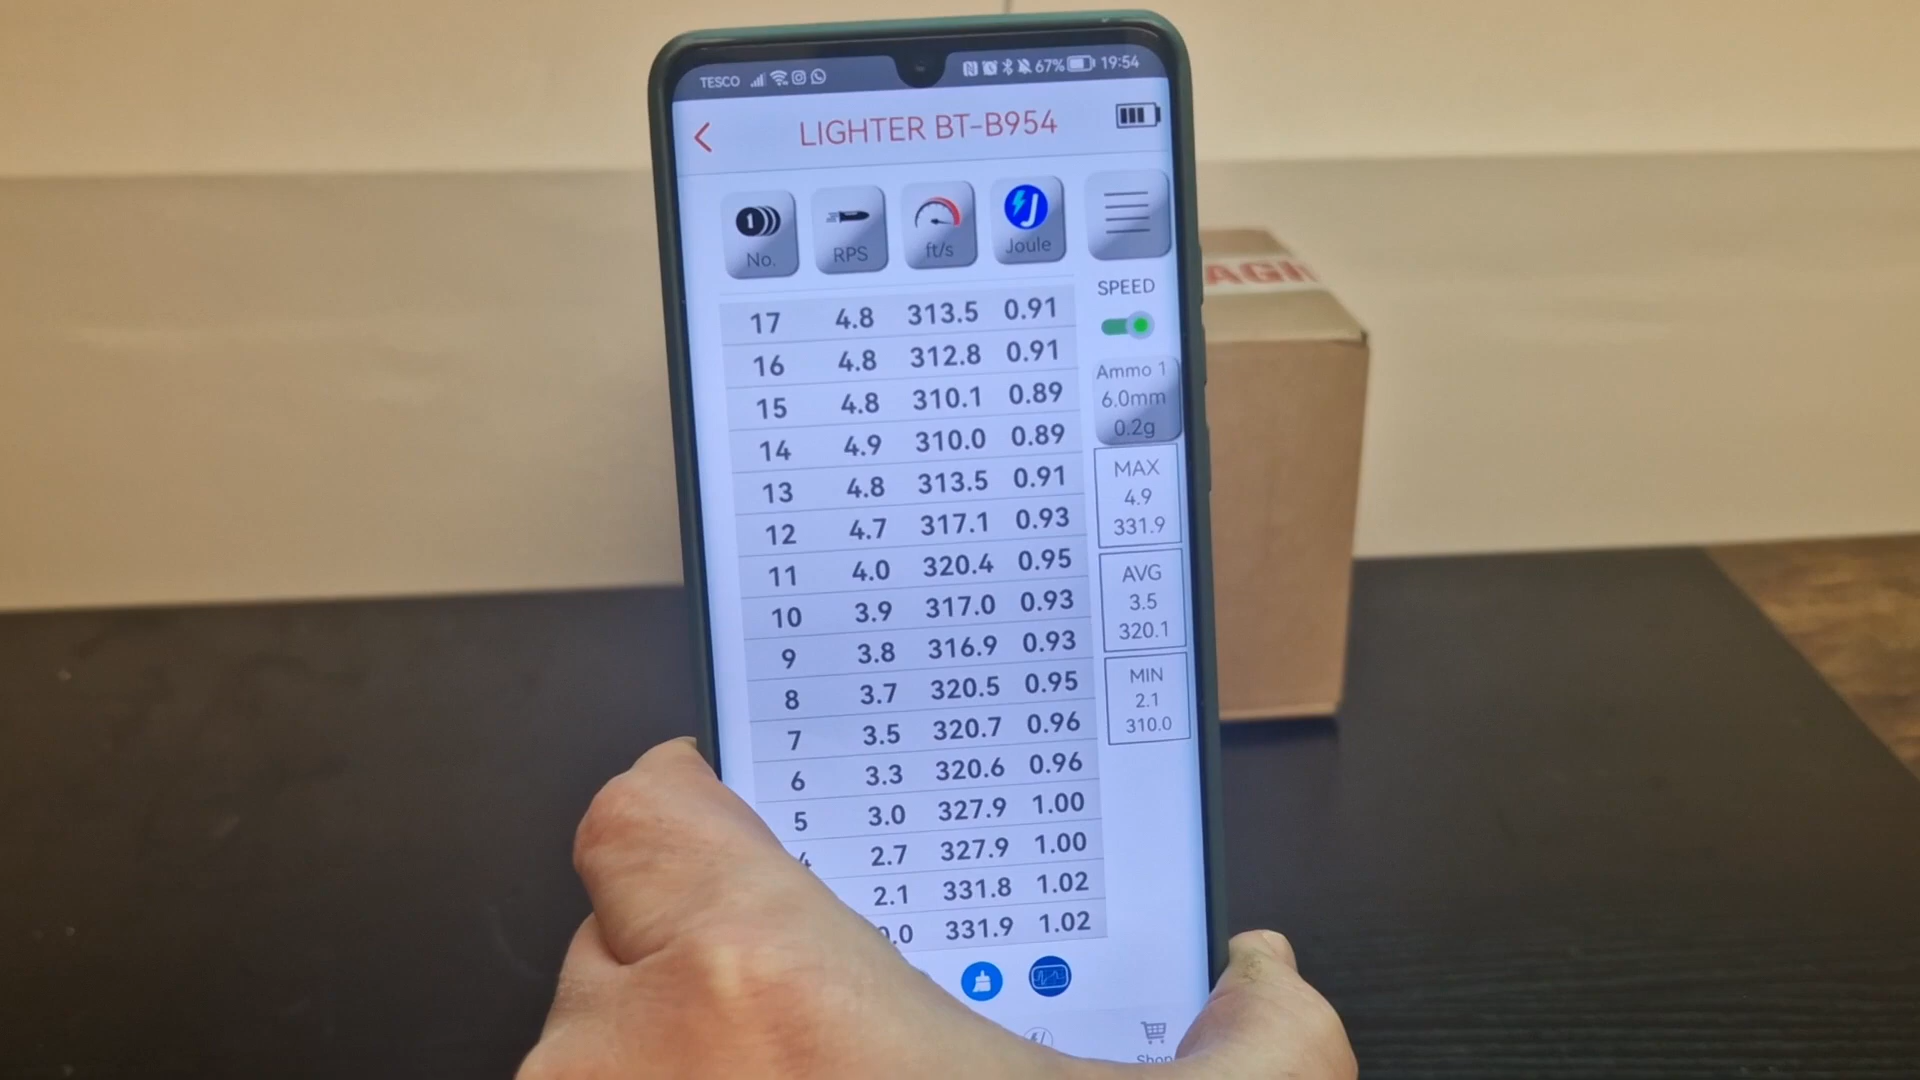 TESCO 67% 19:54
LIGHTER BT-B954
No. RPS ft/s Joule
SPEED
17 4.8 313.5 0.91
16 4.8 312.8 0.91
15 4.8 310.1 0.89
14 4.9 310.0 0.89
13 4.8 313.5 0.91
12 4.7 317.1 0.93
11 4.0 320.4 0.95
10 3.9 317.0 0.93
9 3.8 316.9 0.93
8 3.7 320.5 0.95
7 3.5 320.7 0.96
6 3.3 320.6 0.96
5 3.0 327.9 1.00
2.7 327.9 1.00
2.1 331.8 1.02
331.9 1.02
Ammo 1
6.0mm
0.2g
MAX
4.9
331.9
AVG
3.5
320.1
MIN
2.1
310.0
Shop